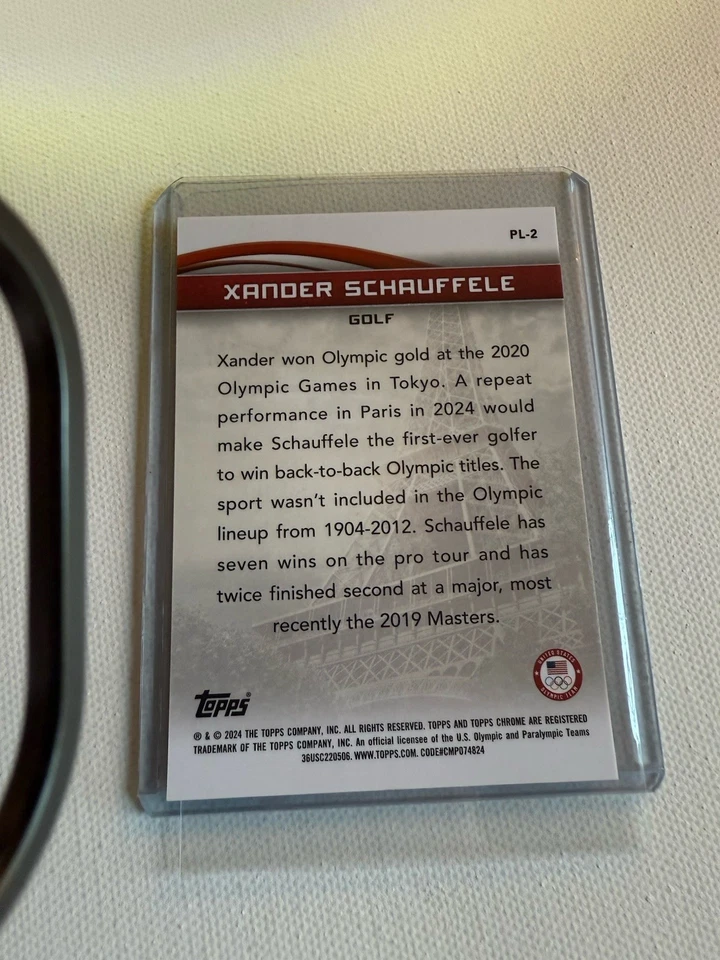 PL-2
XANDER SCHAUFFELE
GOLF
Xander won Olympic gold at the 2020
Olympic Games in Tokyo. A repeat
performance in Paris in 2024 would
make Schauffele the first-ever golfer
to win back-to-back Olympic titles. The
sport wasn't included in the Olympic
lineup from 1904-2012. Schauffele has
seven wins on the pro tour and has
twice finished second at a major, most
recently the 2019 Masters.
UNITED STATES
OLYMPIC TEAM
Topps®
® & © 2024 THE TOPPS COMPANY, INC. ALL RIGHTS RESERVED. TOPPS AND TOPPS CHROME ARE REGISTERED
TRADEMARK OF THE TOPPS COMPANY, INC. An official licensee of the U.S. Olympic and Paralympic Teams
36USC220506. WWW.TOPPS.COM. CODE#CMP074824